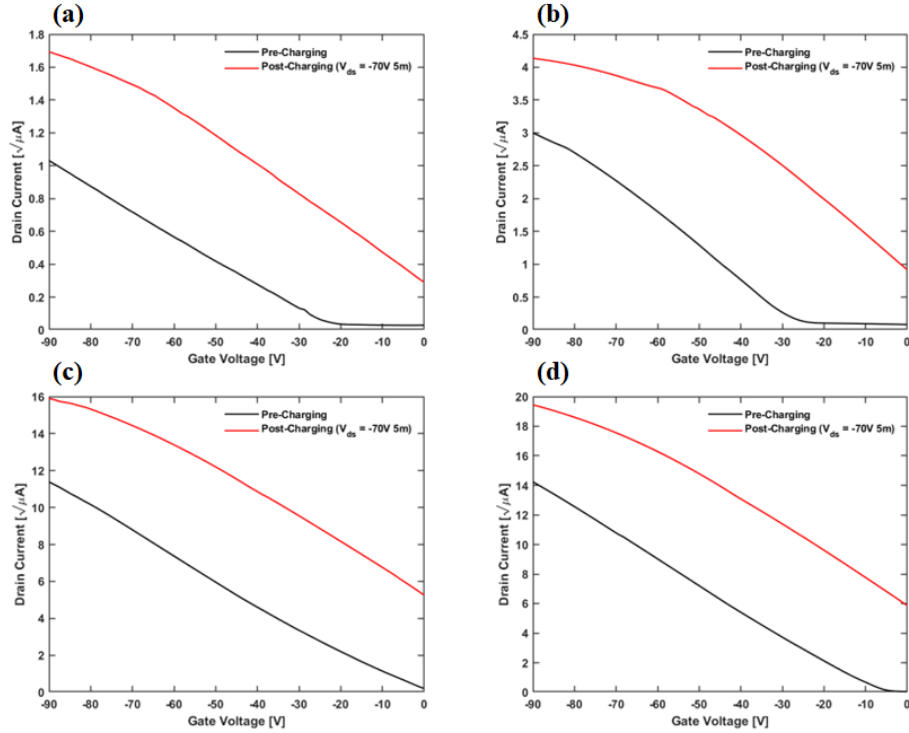 (a)
1.8
1.6
1.4
1.2
1
0.8
0.6
0.4
0.2
0
Drain Current [√μA]
Pre-Charging
Post-Charging (Vds = -70V 5m)
-90 -80 -70 -60 -50 -40 -30 -20 -10 0
Gate Voltage [V]
(b)
4.5
4
3.5
3
2.5
2
1.5
1
0.5
0
Drain Current [√μA]
Pre-Charging
Post-Charging (Vds = -70V 5m)
-90 -80 -70 -60 -50 -40 -30 -20 -10 0
Gate Voltage [V]
(c)
16
14
12
10
8
6
4
2
0
Drain Current [√μA]
Pre-Charging
Post-Charging (Vds = -70V 5m)
-90 -80 -70 -60 -50 -40 -30 -20 -10 0
Gate Voltage [V]
(d)
20
18
16
14
12
10
8
6
4
2
0
Drain Current [√μA]
Pre-Charging
Post-Charging (Vds = -70V 5m)
-90 -80 -70 -60 -50 -40 -30 -20 -10 0
Gate Voltage [V]